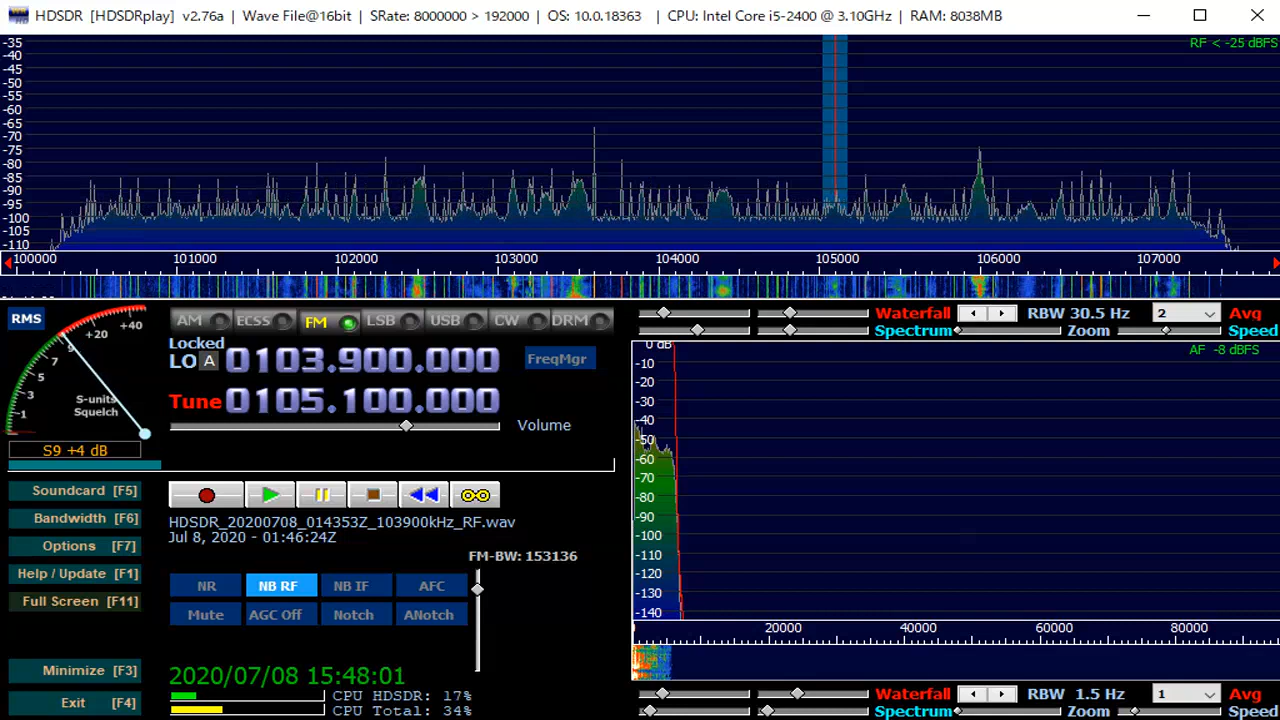 HDSDR [HDSDRplay] v2.76a | Wave File@16bit | SRate: 8000000 > 192000 | OS: 10.0.18363 | CPU: Intel Core i5-2400 @ 3.10GHz | RAM: 8038MB
RF < -25 dBFS
-35
-40
-45
-50
-55
-60
-65
-70
-75
-80
-85
-90
-95
-100
-105
-110
100000 101000 102000 103000 104000 105000 106000 107000
RMS
1 3 5 7 9 +20 +40
S-units
Squelch
S9 +4 dB
AM ECSS FM LSB USB CW DRM
Locked
LO A 0103.900.000 FreqMgr
Tune 0105.100.000
Volume
Waterfall RBW 30.5 Hz 2 Avg
Spectrum Zoom Speed
Soundcard [F5]
Bandwidth [F6]
Options [F7]
Help / Update [F1]
Full Screen [F11]
Minimize [F3]
Exit [F4]
HDSDR_20200708_014353Z_103900kHz_RF.wav
Jul 8, 2020 - 01:46:24Z
FM-BW: 153136
NR NB RF NB IF AFC
Mute AGC Off Notch ANotch
2020/07/08 15:48:01
CPU HDSDR: 17%
CPU Total: 34%
0 dB
AF -8 dBFS
-10
-20
-30
-40
-50
-60
-70
-80
-90
-100
-110
-120
-130
-140
20000 40000 60000 80000
Waterfall RBW 1.5 Hz 1 Avg
Spectrum Zoom Speed